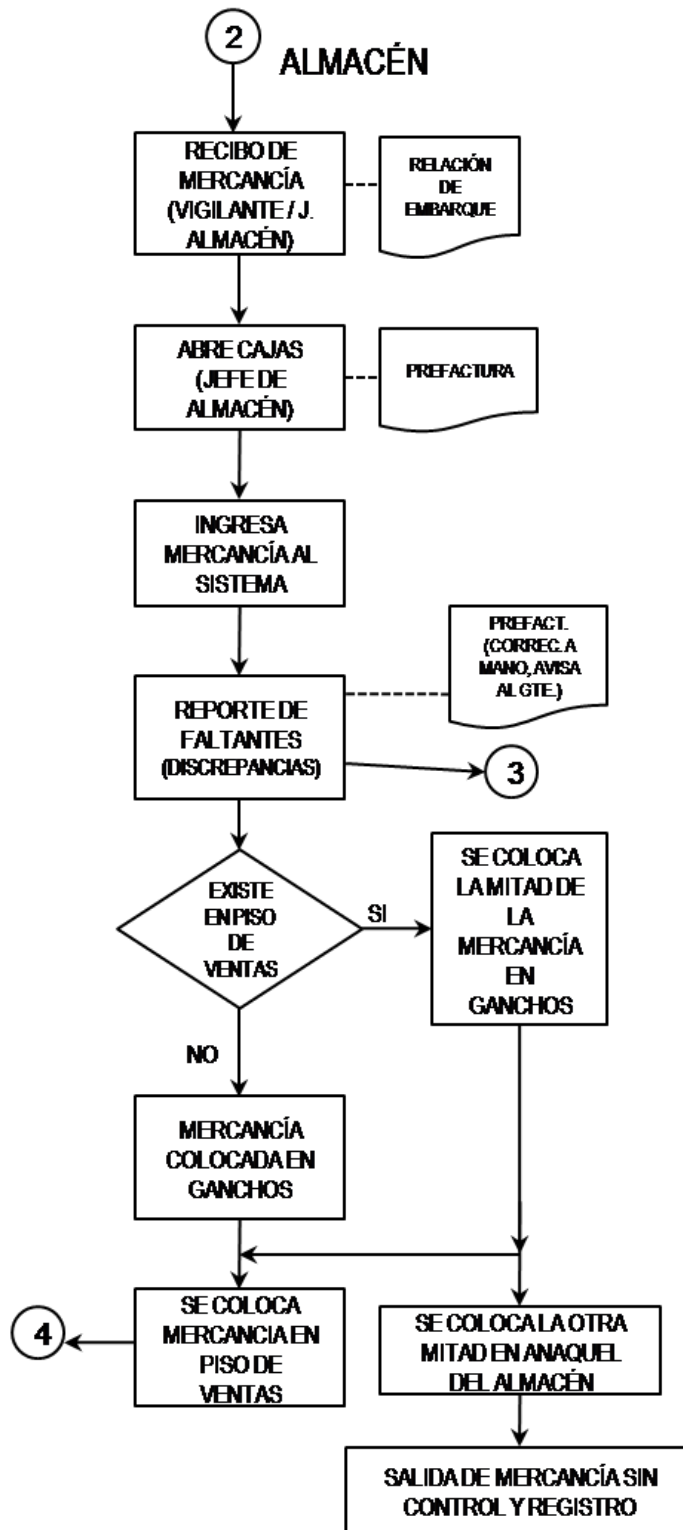 2
ALMACÉN
RECIBO DE
MERCANCÍA
(VIGILANTE / J.
ALMACÉN)
RELACIÓN
DE
EMBARQUE
ABRE CAJAS
(JEFE DE
ALMACÉN)
PREFACTURA
INGRESA
MERCANCÍA AL
SISTEMA
PREFACT.
(CORREC. A
MANO, AVISA
AL GTE.)
REPORTE DE
FALTANTES
(DISCREPANCIAS)
3
EXISTE
EN PISO
DE
VENTAS
SI
SE COLOCA
LA MITAD DE
LA
MERCANCÍA
EN
GANCHOS
NO
MERCANCÍA
COLOCADA EN
GANCHOS
4
SE COLOCA
MERCANCIA EN
PISO DE
VENTAS
SE COLOCA LA OTRA
MITAD EN ANAQUEL
DEL ALMACÉN
SALIDA DE MERCANCÍA SIN
CONTROL Y REGISTRO